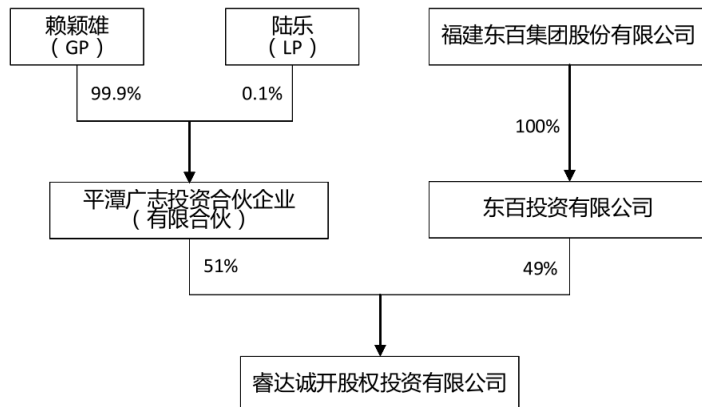 赖颖雄
（GP）
陆乐
（LP）
福建东百集团股份有限公司
99.9%
0.1%
100%
平潭广志投资合伙企业
（有限合伙）
东百投资有限公司
51%
49%
睿达诚开股权投资有限公司